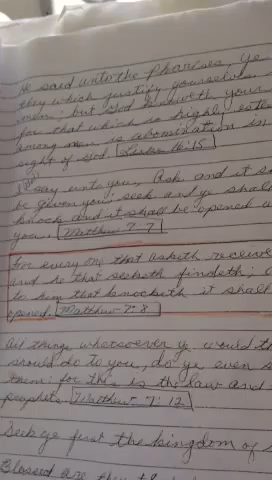 He said unto the Pharisees, Ye
they which justify yourselves
men; but God knoweth your
for that which is highly estee
among men is abomination in
sight of God Luke 16:15
say unto you, Ask, and it s
be given you; seek and ye shall
knock and it shall be opened u
you. Matthew 7:7
For every one that asketh receive
and he that seeketh findeth;
to him that knocketh it shall
opened. Matthew 7:8
All things whatsoever ye would th
should do to you, do ye even s
them: for this is the law and
prophets. Matthew 7:12
Seek ye first the kingdom of
Blessed are they